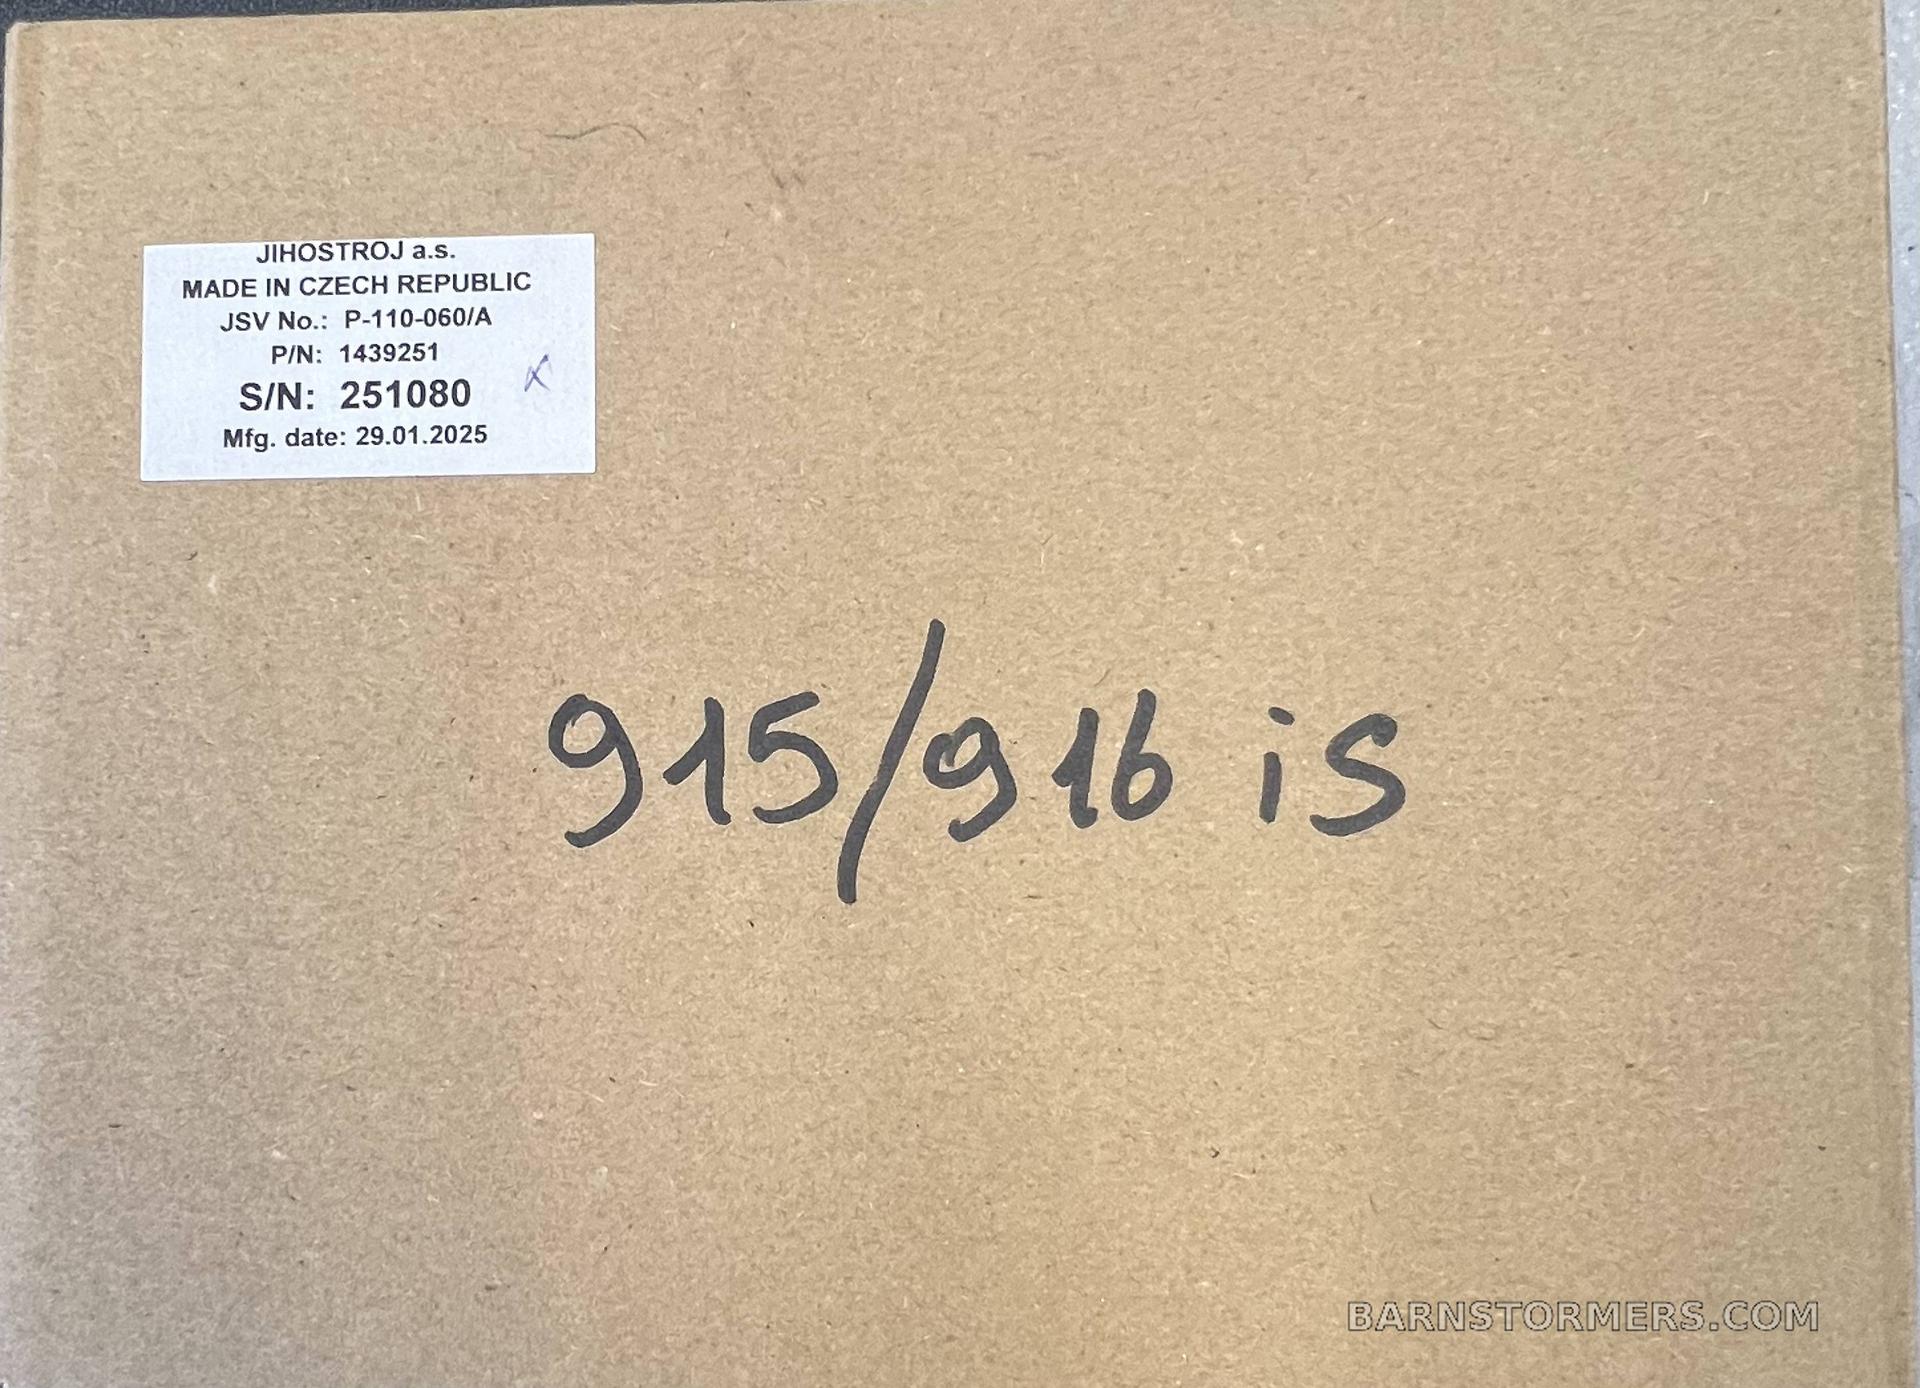 JIHOSTROJ a.s.
MADE IN CZECH REPUBLIC
JSV No.: P-110-060/A
P/N: 1439251
S/N: 251080
Mfg. date: 29.01.2025
915/916 iS
BARNSTORMERS.COM